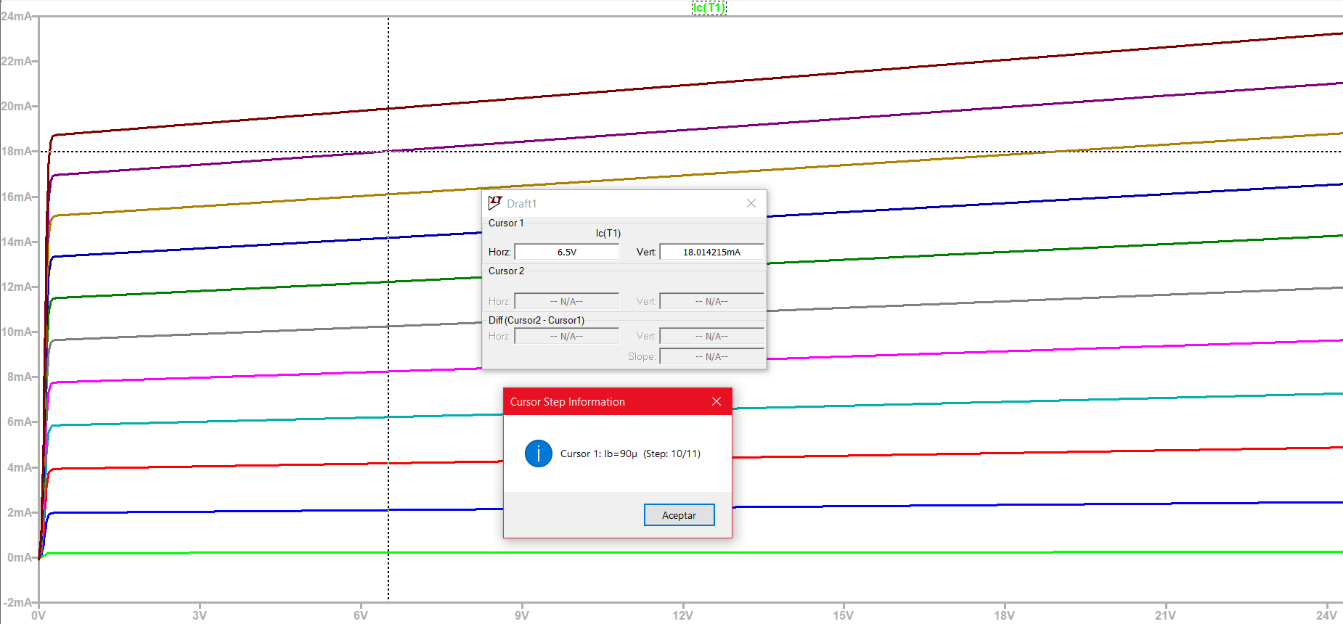 Ic(T1)
24mA
22mA
20mA
18mA
16mA
14mA
12mA
10mA
8mA
6mA
4mA
2mA
0mA
-2mA
0V 3V 6V 9V 12V 15V 18V 21V 24V
Draft1
Cursor 1
Ic(T1)
Horz: 6.5V Vert: 18.014215mA
Cursor 2
Horz: -- N/A-- Vert: -- N/A--
Diff (Cursor2 - Cursor1)
Horz: -- N/A-- Vert: -- N/A--
Slope: -- N/A--
Cursor Step Information
Cursor 1: Ib=90µ (Step: 10/11)
Aceptar